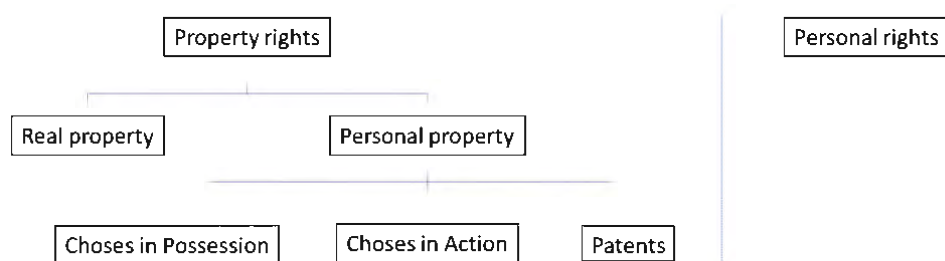 Property rights
Personal rights
Real property
Personal property
Choses in Possession
Choses in Action
Patents